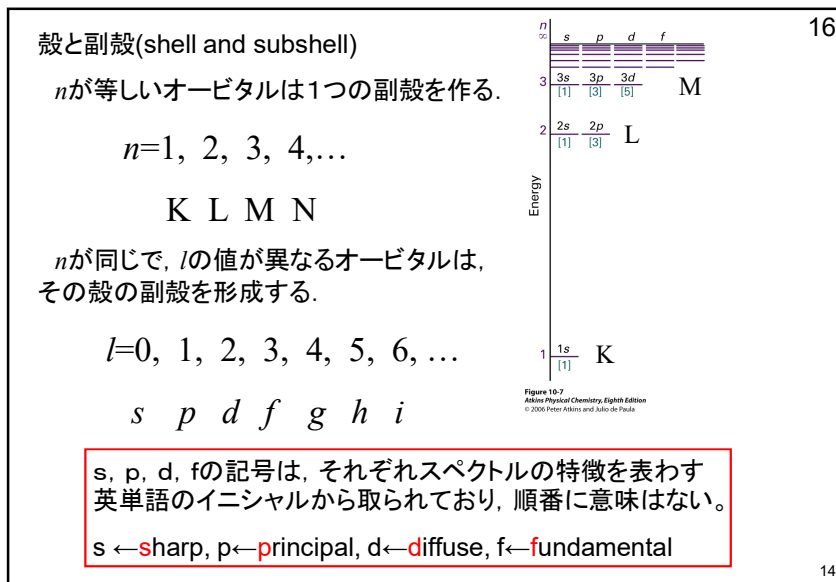 16
殻と副殻(shell and subshell)
nが等しいオービタルは1つの副殻を作る.
n=1, 2, 3, 4,…
K L M N
nが同じで, lの値が異なるオービタルは,
その殻の副殻を形成する.
l=0, 1, 2, 3, 4, 5, 6, …
s p d f g h i
n
∞
s p d f
3 3s 3p 3d M
[1] [3] [5]
2 2s 2p L
[1] [3]
Energy
1 1s K
[1]
Figure 10-7
Atkins Physical Chemistry, Eighth Edition
© 2006 Peter Atkins and Julio de Paula
s, p, d, fの記号は, それぞれスペクトルの特徴を表わす
英単語のイニシャルから取られており, 順番に意味はない。
s ←sharp, p←principal, d←diffuse, f←fundamental
14